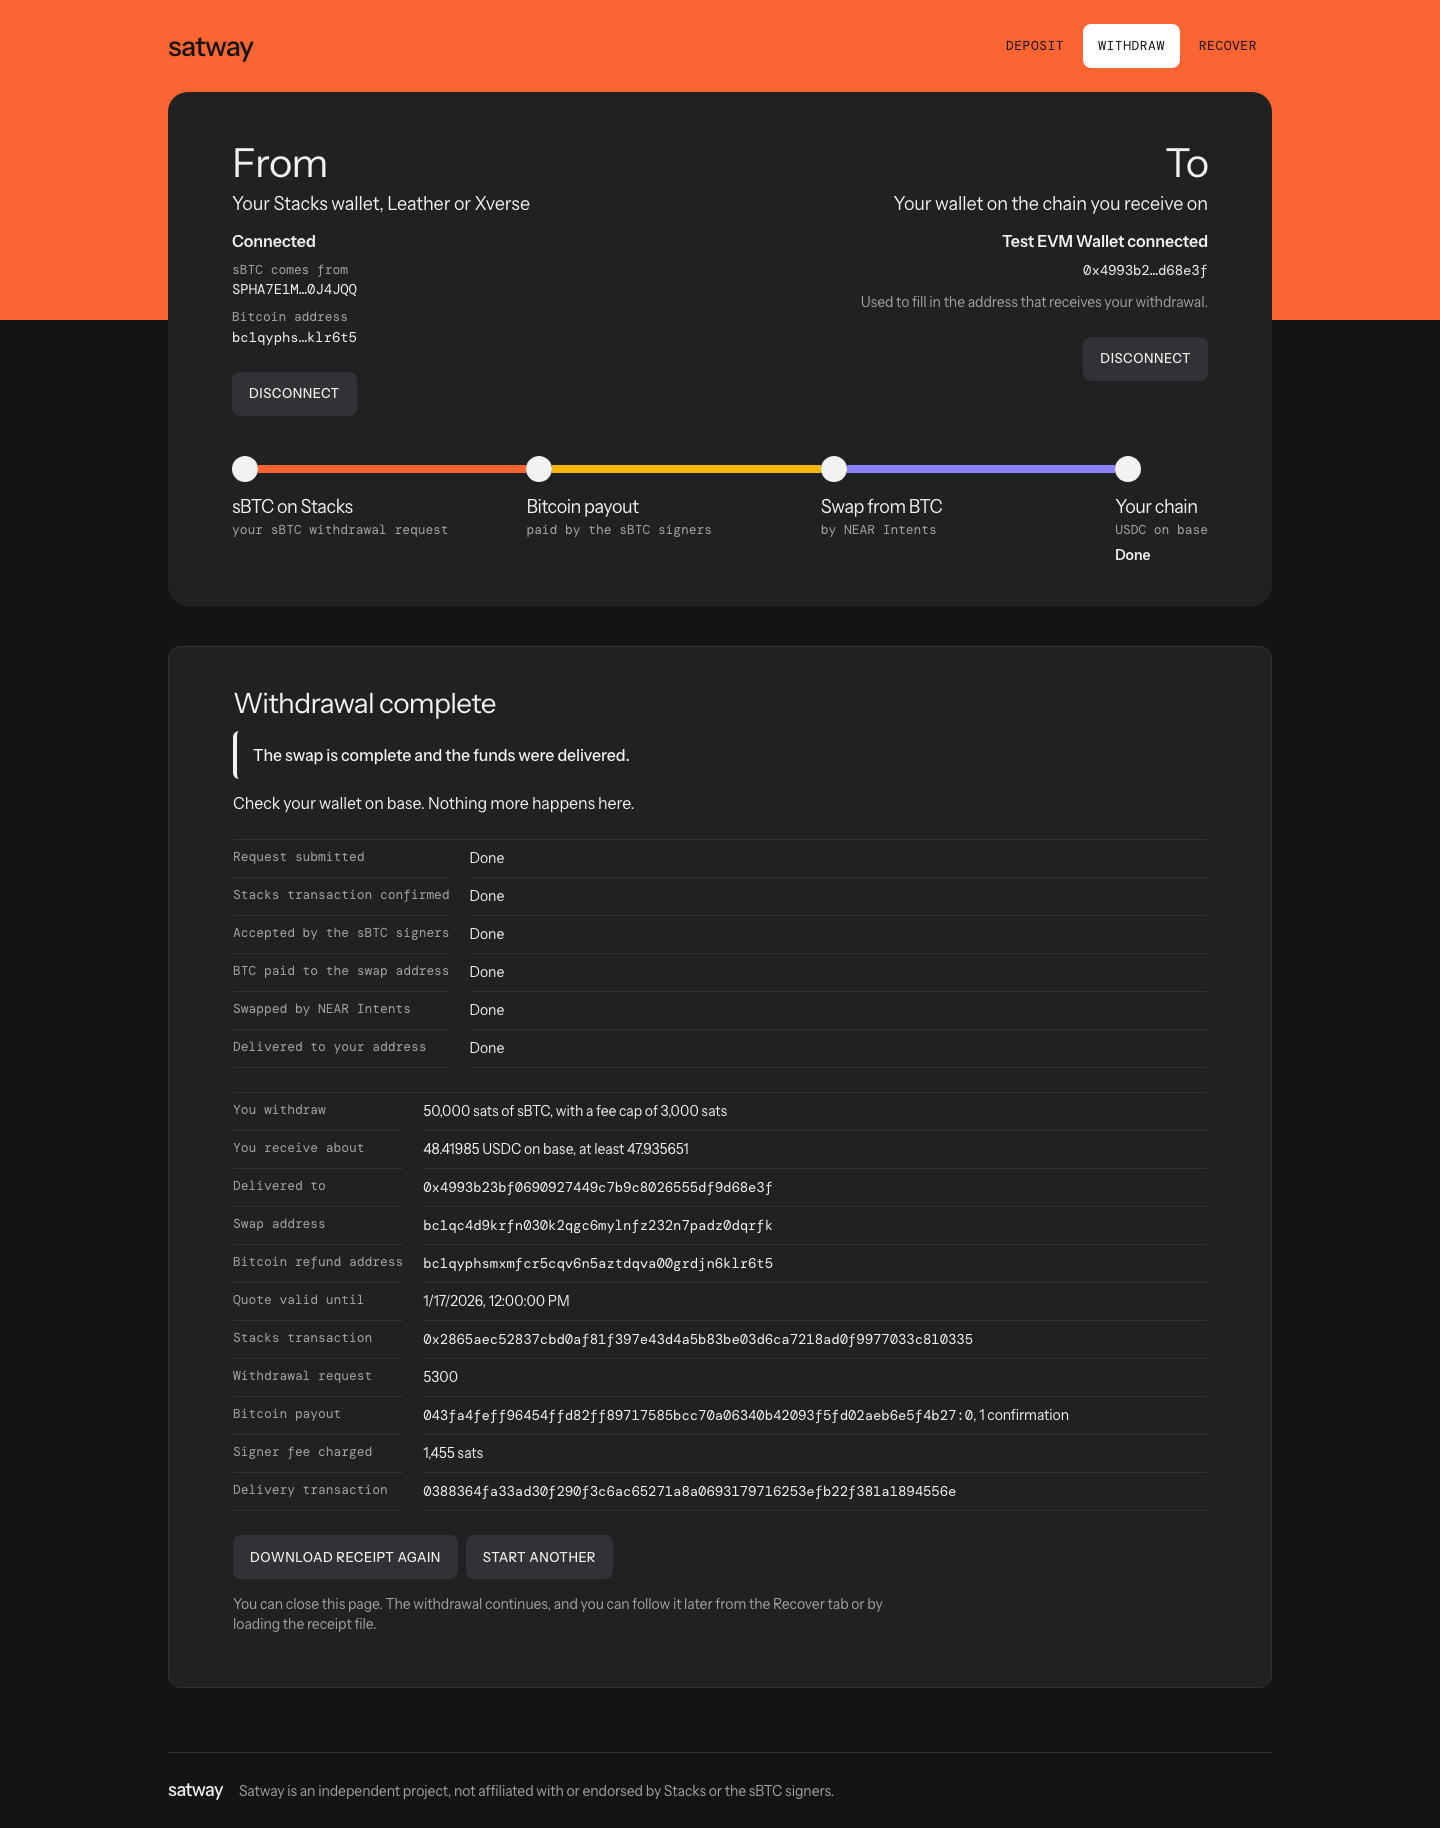 satway
DEPOSIT
WITHDRAW
RECOVER
From
Your Stacks wallet, Leather or Xverse
Connected
sBTC comes from
SPHA7E1M…0J4JQQ
Bitcoin address
bc1qyphs…klr6t5
DISCONNECT
To
Your wallet on the chain you receive on
Test EVM Wallet connected
0x4993b2…d68e3f
Used to fill in the address that receives your withdrawal.
DISCONNECT
sBTC on Stacks
your sBTC withdrawal request
Bitcoin payout
paid by the sBTC signers
Swap from BTC
by NEAR Intents
Your chain
USDC on base
Done
Withdrawal complete
The swap is complete and the funds were delivered.
Check your wallet on base. Nothing more happens here.
Request submitted Done
Stacks transaction confirmed Done
Accepted by the sBTC signers Done
BTC paid to the swap address Done
Swapped by NEAR Intents Done
Delivered to your address Done
You withdraw 50,000 sats of sBTC, with a fee cap of 3,000 sats
You receive about 48.41985 USDC on base, at least 47.935651
Delivered to 0x4993b23bf0690927449c7b9c8026555df9d68e3f
Swap address bc1qc4d9krfn030k2qgc6mylnfz232n7padz0dqrfk
Bitcoin refund address bc1qyphsmxmfcr5cqv6n5aztdqva00grdjn6klr6t5
Quote valid until 1/17/2026, 12:00:00 PM
Stacks transaction 0x2865aec52837cbd0af81f397e43d4a5b83be03d6ca7218ad0f9977033c810335
Withdrawal request 5300
Bitcoin payout 043fa4feff96454ffd82ff89717585bcc70a06340b42093f5fd02aeb6e5f4b27:0, 1 confirmation
Signer fee charged 1,455 sats
Delivery transaction 0388364fa33ad30f290f3c6ac65271a8a0693179716253efb22f381a1894556e
DOWNLOAD RECEIPT AGAIN
START ANOTHER
You can close this page. The withdrawal continues, and you can follow it later from the Recover tab or by
loading the receipt file.
satway Satway is an independent project, not affiliated with or endorsed by Stacks or the sBTC signers.